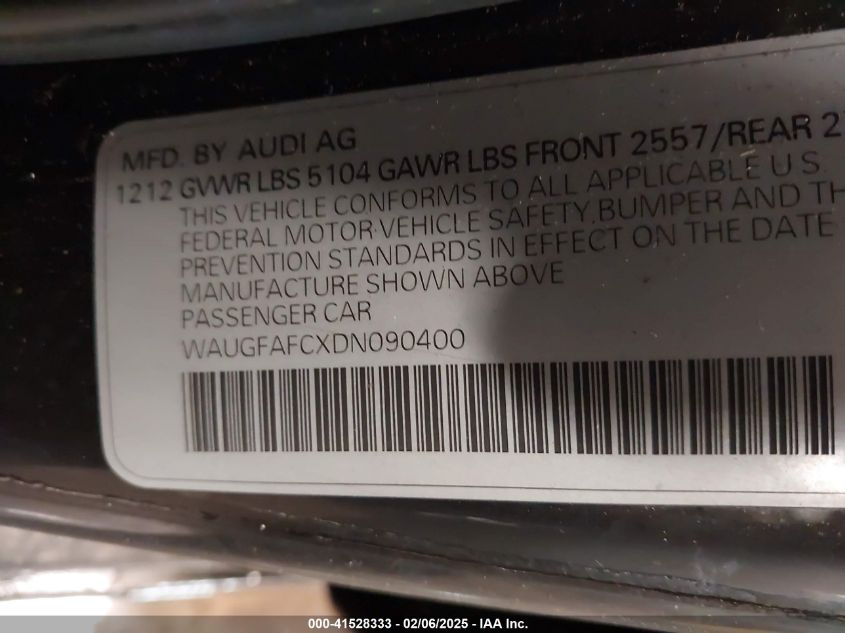 MFD. BY AUDI AG
1212 GVWR LBS 5104 GAWR LBS FRONT 2557/REAR
THIS VEHICLE CONFORMS TO ALL APPLICABLE U S
FEDERAL MOTOR-VEHICLE SAFETY,BUMPER AND
PREVENTION STANDARDS IN EFFECT ON THE DATE
MANUFACTURE SHOWN ABOVE
PASSENGER CAR
WAUGFAFCXDN090400
000-41528333 - 02/06/2025 - IAA Inc.